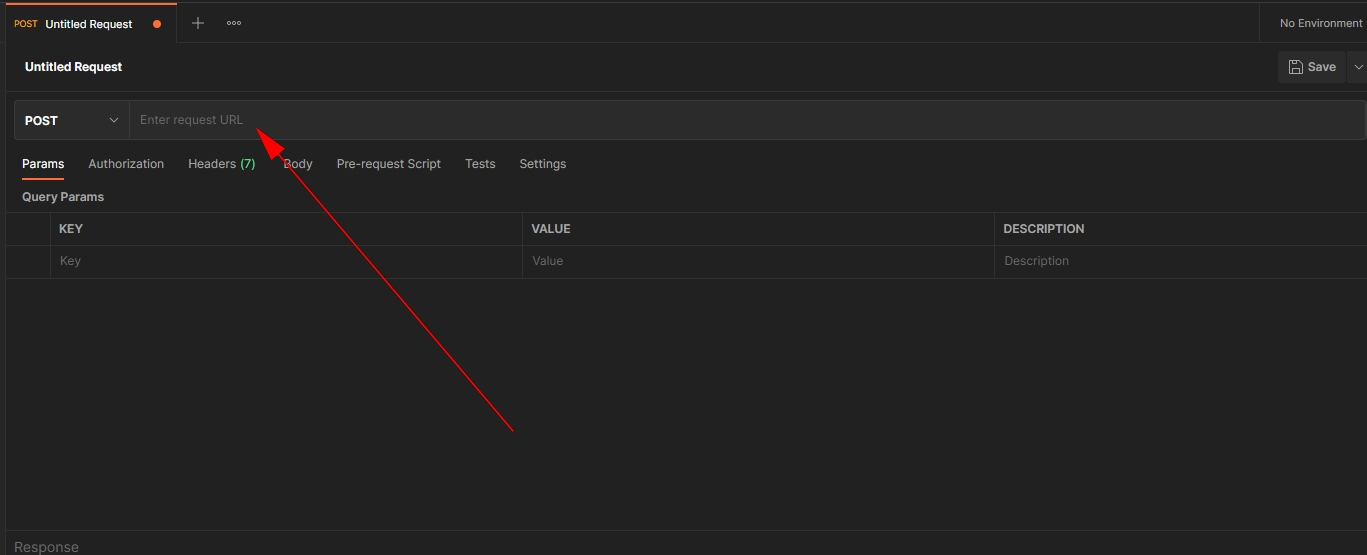 POST Untitled Request
No Environment
Untitled Request
Save
POST Enter request URL
Params Authorization Headers (7) Body Pre-request Script Tests Settings
Query Params
KEY VALUE DESCRIPTION
Key Value Description
Response